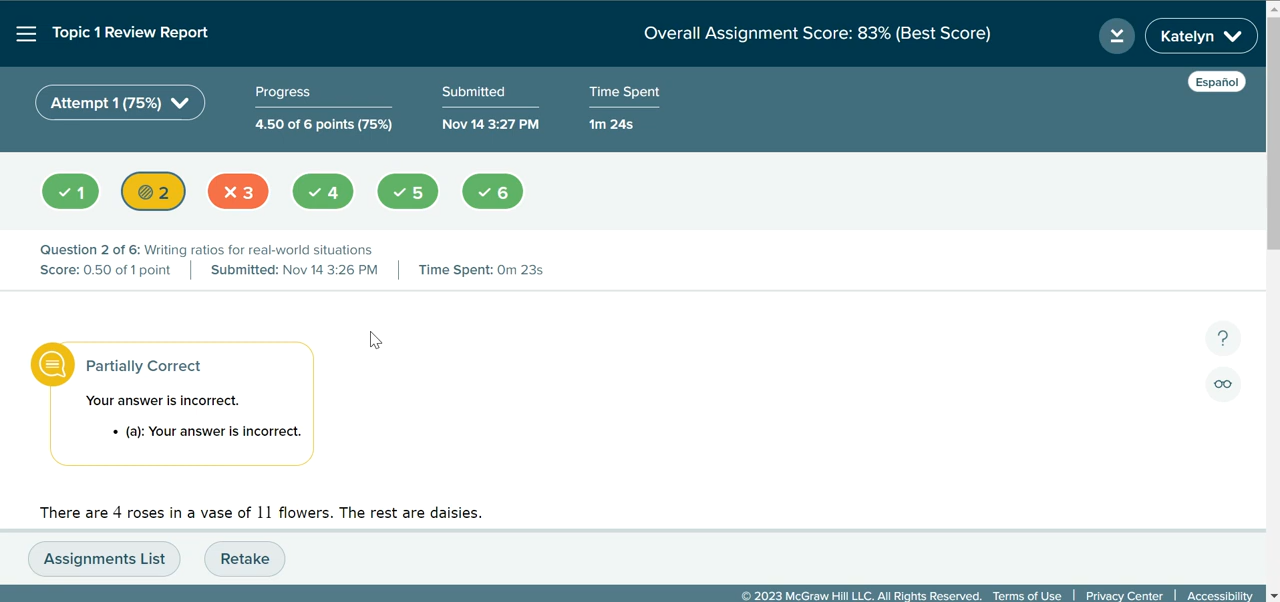 Topic 1 Review Report
Overall Assignment Score: 83% (Best Score)
Katelyn
Attempt 1 (75%)
Progress
4.50 of 6 points (75%)
Submitted
Nov 14 3:27 PM
Time Spent
1m 24s
Español
1
2
3
4
5
6
Question 2 of 6: Writing ratios for real-world situations
Score: 0.50 of 1 point
Submitted: Nov 14 3:26 PM
Time Spent: 0m 23s
?
Partially Correct
Your answer is incorrect.
• (a): Your answer is incorrect.
There are 4 roses in a vase of 11 flowers. The rest are daisies.
Assignments List
Retake
© 2023 McGraw Hill LLC. All Rights Reserved. Terms of Use | Privacy Center | Accessibility